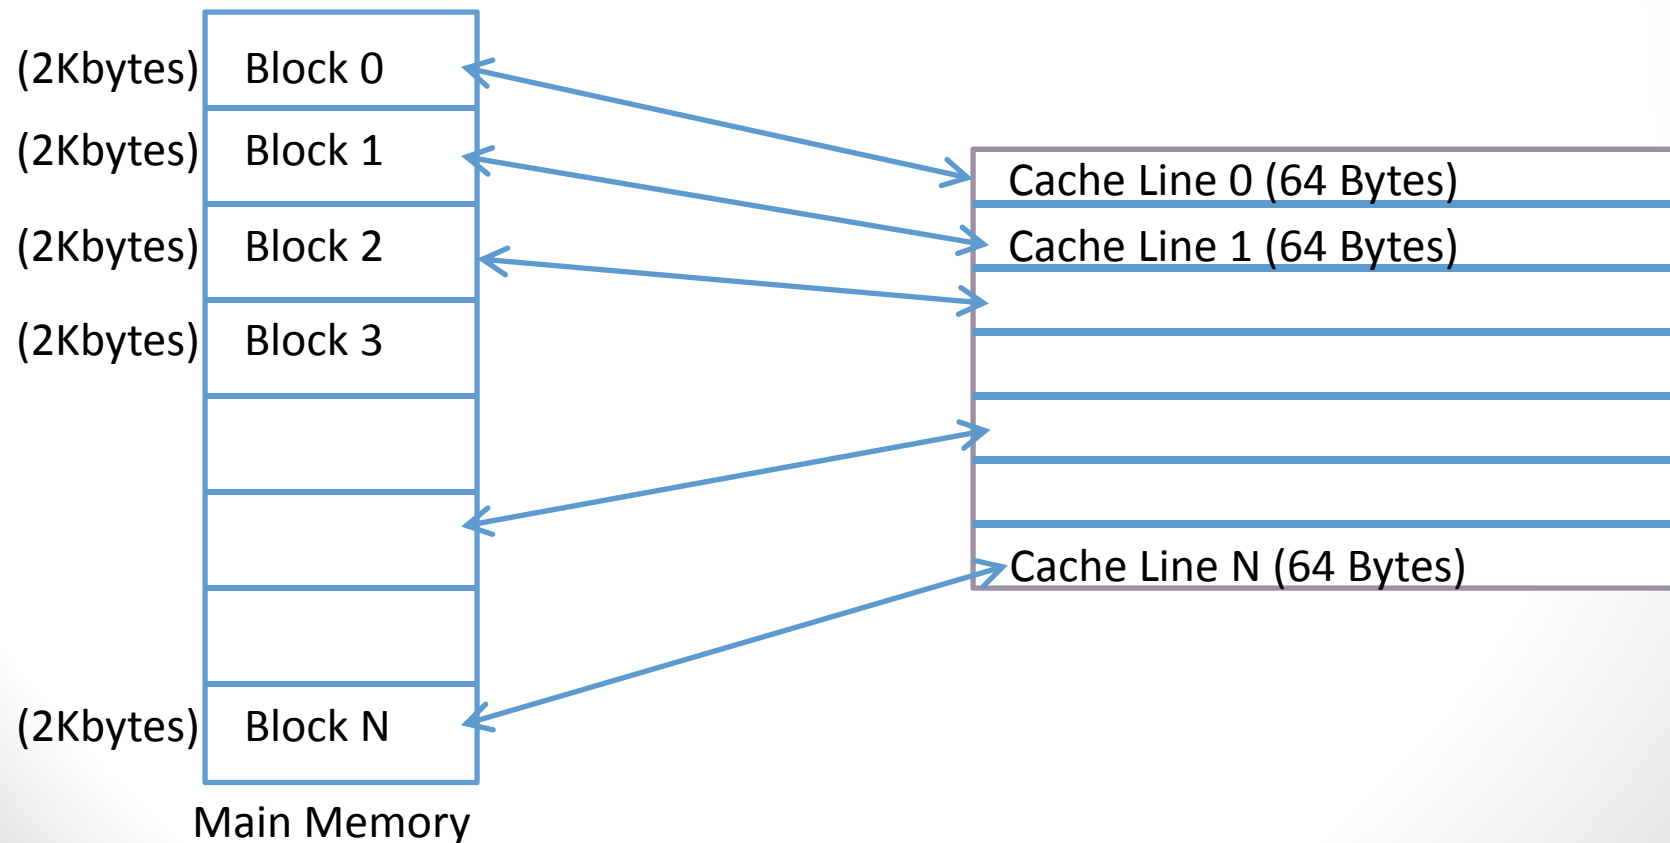 (2Kbytes) Block 0
(2Kbytes) Block 1
(2Kbytes) Block 2
(2Kbytes) Block 3
(2Kbytes) Block N
Main Memory
Cache Line 0 (64 Bytes)
Cache Line 1 (64 Bytes)
Cache Line N (64 Bytes)